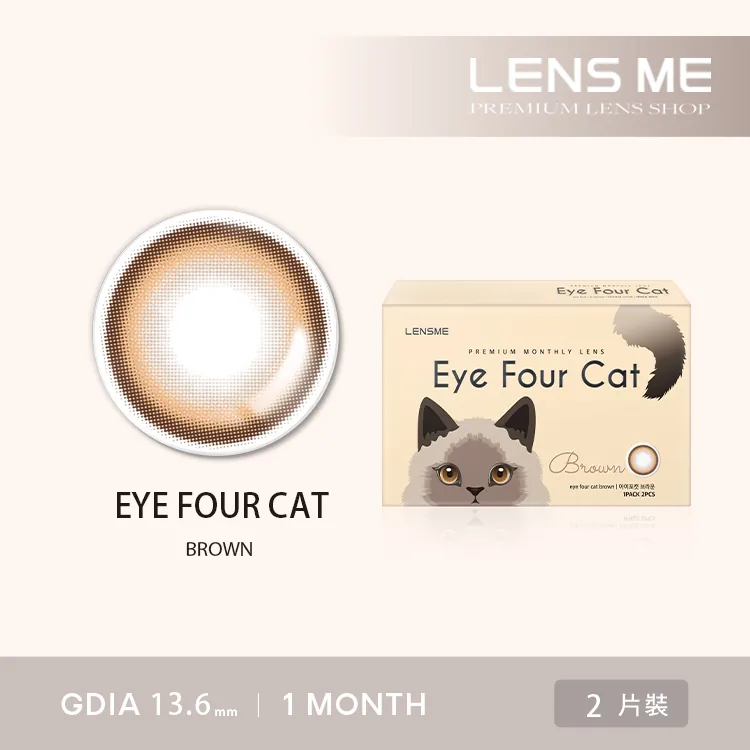 LENS ME
PREMIUM LENS SHOP
Eye Four Cat
LENSME
PREMIUM MONTHLY LENS
Eye Four Cat
Brown
eye four cat brown | 아이포캣 브라운
1PACK 2PCS
EYE FOUR CAT
BROWN
GDIA 13.6mm | 1 MONTH
2 片裝